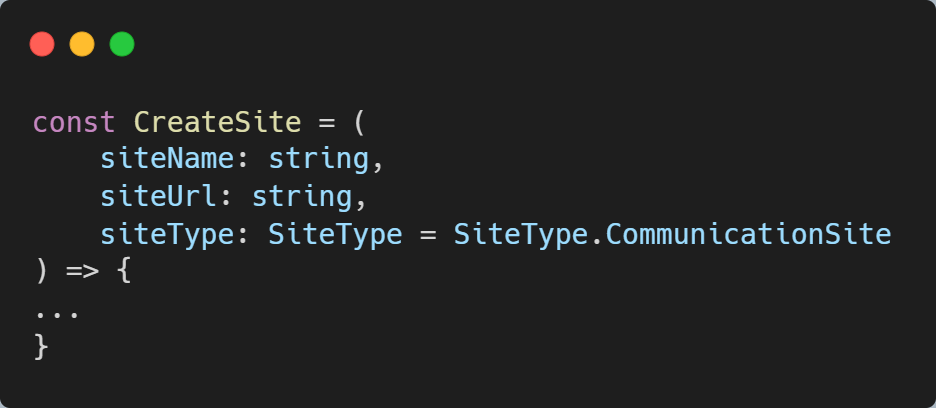 const CreateSite = (
    siteName: string,
    siteUrl: string,
    siteType: SiteType = SiteType.CommunicationSite
) => {
...
}